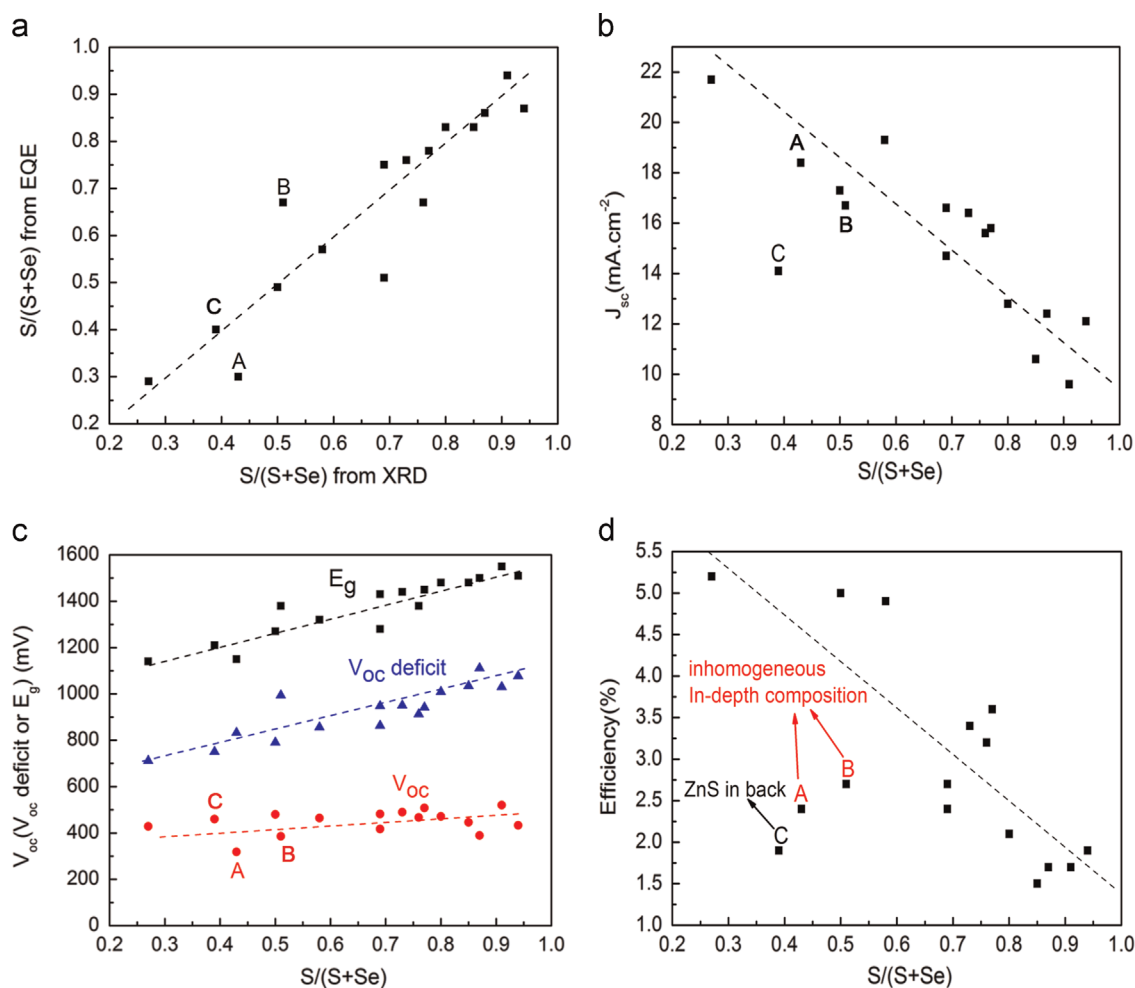 a
1.0
0.9
0.8
0.7
0.6
0.5
0.4
0.3
0.2
S/(S+Se) from EQE
B
C
A
0.2 0.3 0.4 0.5 0.6 0.7 0.8 0.9 1.0
S/(S+Se) from XRD
b
22
20
18
16
14
12
10
8
Jsc(mA.cm-2)
A
B
C
0.2 0.3 0.4 0.5 0.6 0.7 0.8 0.9 1.0
S/(S+Se)
c
1600
1400
1200
1000
800
600
400
200
0
Voc(Voc deficit or Eg) (mV)
Eg
Voc deficit
Voc
C
A
B
0.2 0.3 0.4 0.5 0.6 0.7 0.8 0.9 1.0
S/(S+Se)
d
5.5
5.0
4.5
4.0
3.5
3.0
2.5
2.0
1.5
1.0
Efficiency(%)
inhomogeneous
In-depth composition
ZnS in back
A
B
C
0.2 0.3 0.4 0.5 0.6 0.7 0.8 0.9 1.0
S/(S+Se)